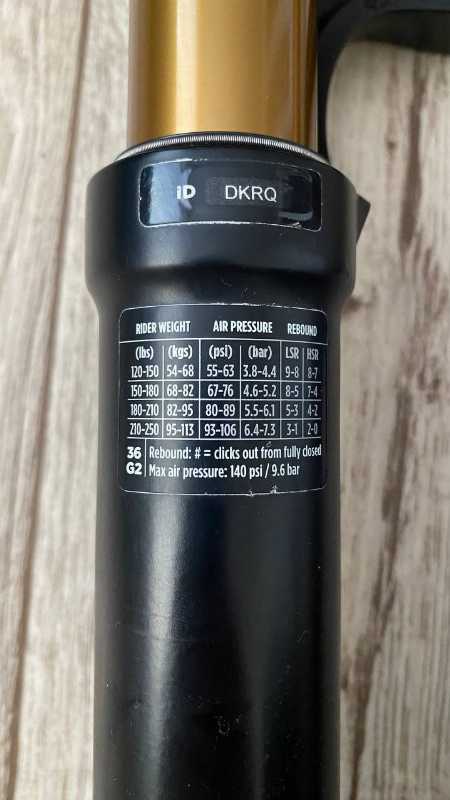 iD DKRQ
RIDER WEIGHT AIR PRESSURE REBOUND
(lbs) (kgs) (psi) (bar) LSR HSR
120-150 54-68 55-63 3.8-4.4 9-8 8-7
150-180 68-82 67-76 4.6-5.2 8-5 7-4
180-210 82-95 80-89 5.5-6.1 5-3 4-2
210-250 95-113 93-106 6.4-7.3 3-1 2-0
36 Rebound: # = clicks out from fully closed
G2 Max air pressure: 140 psi / 9.6 bar